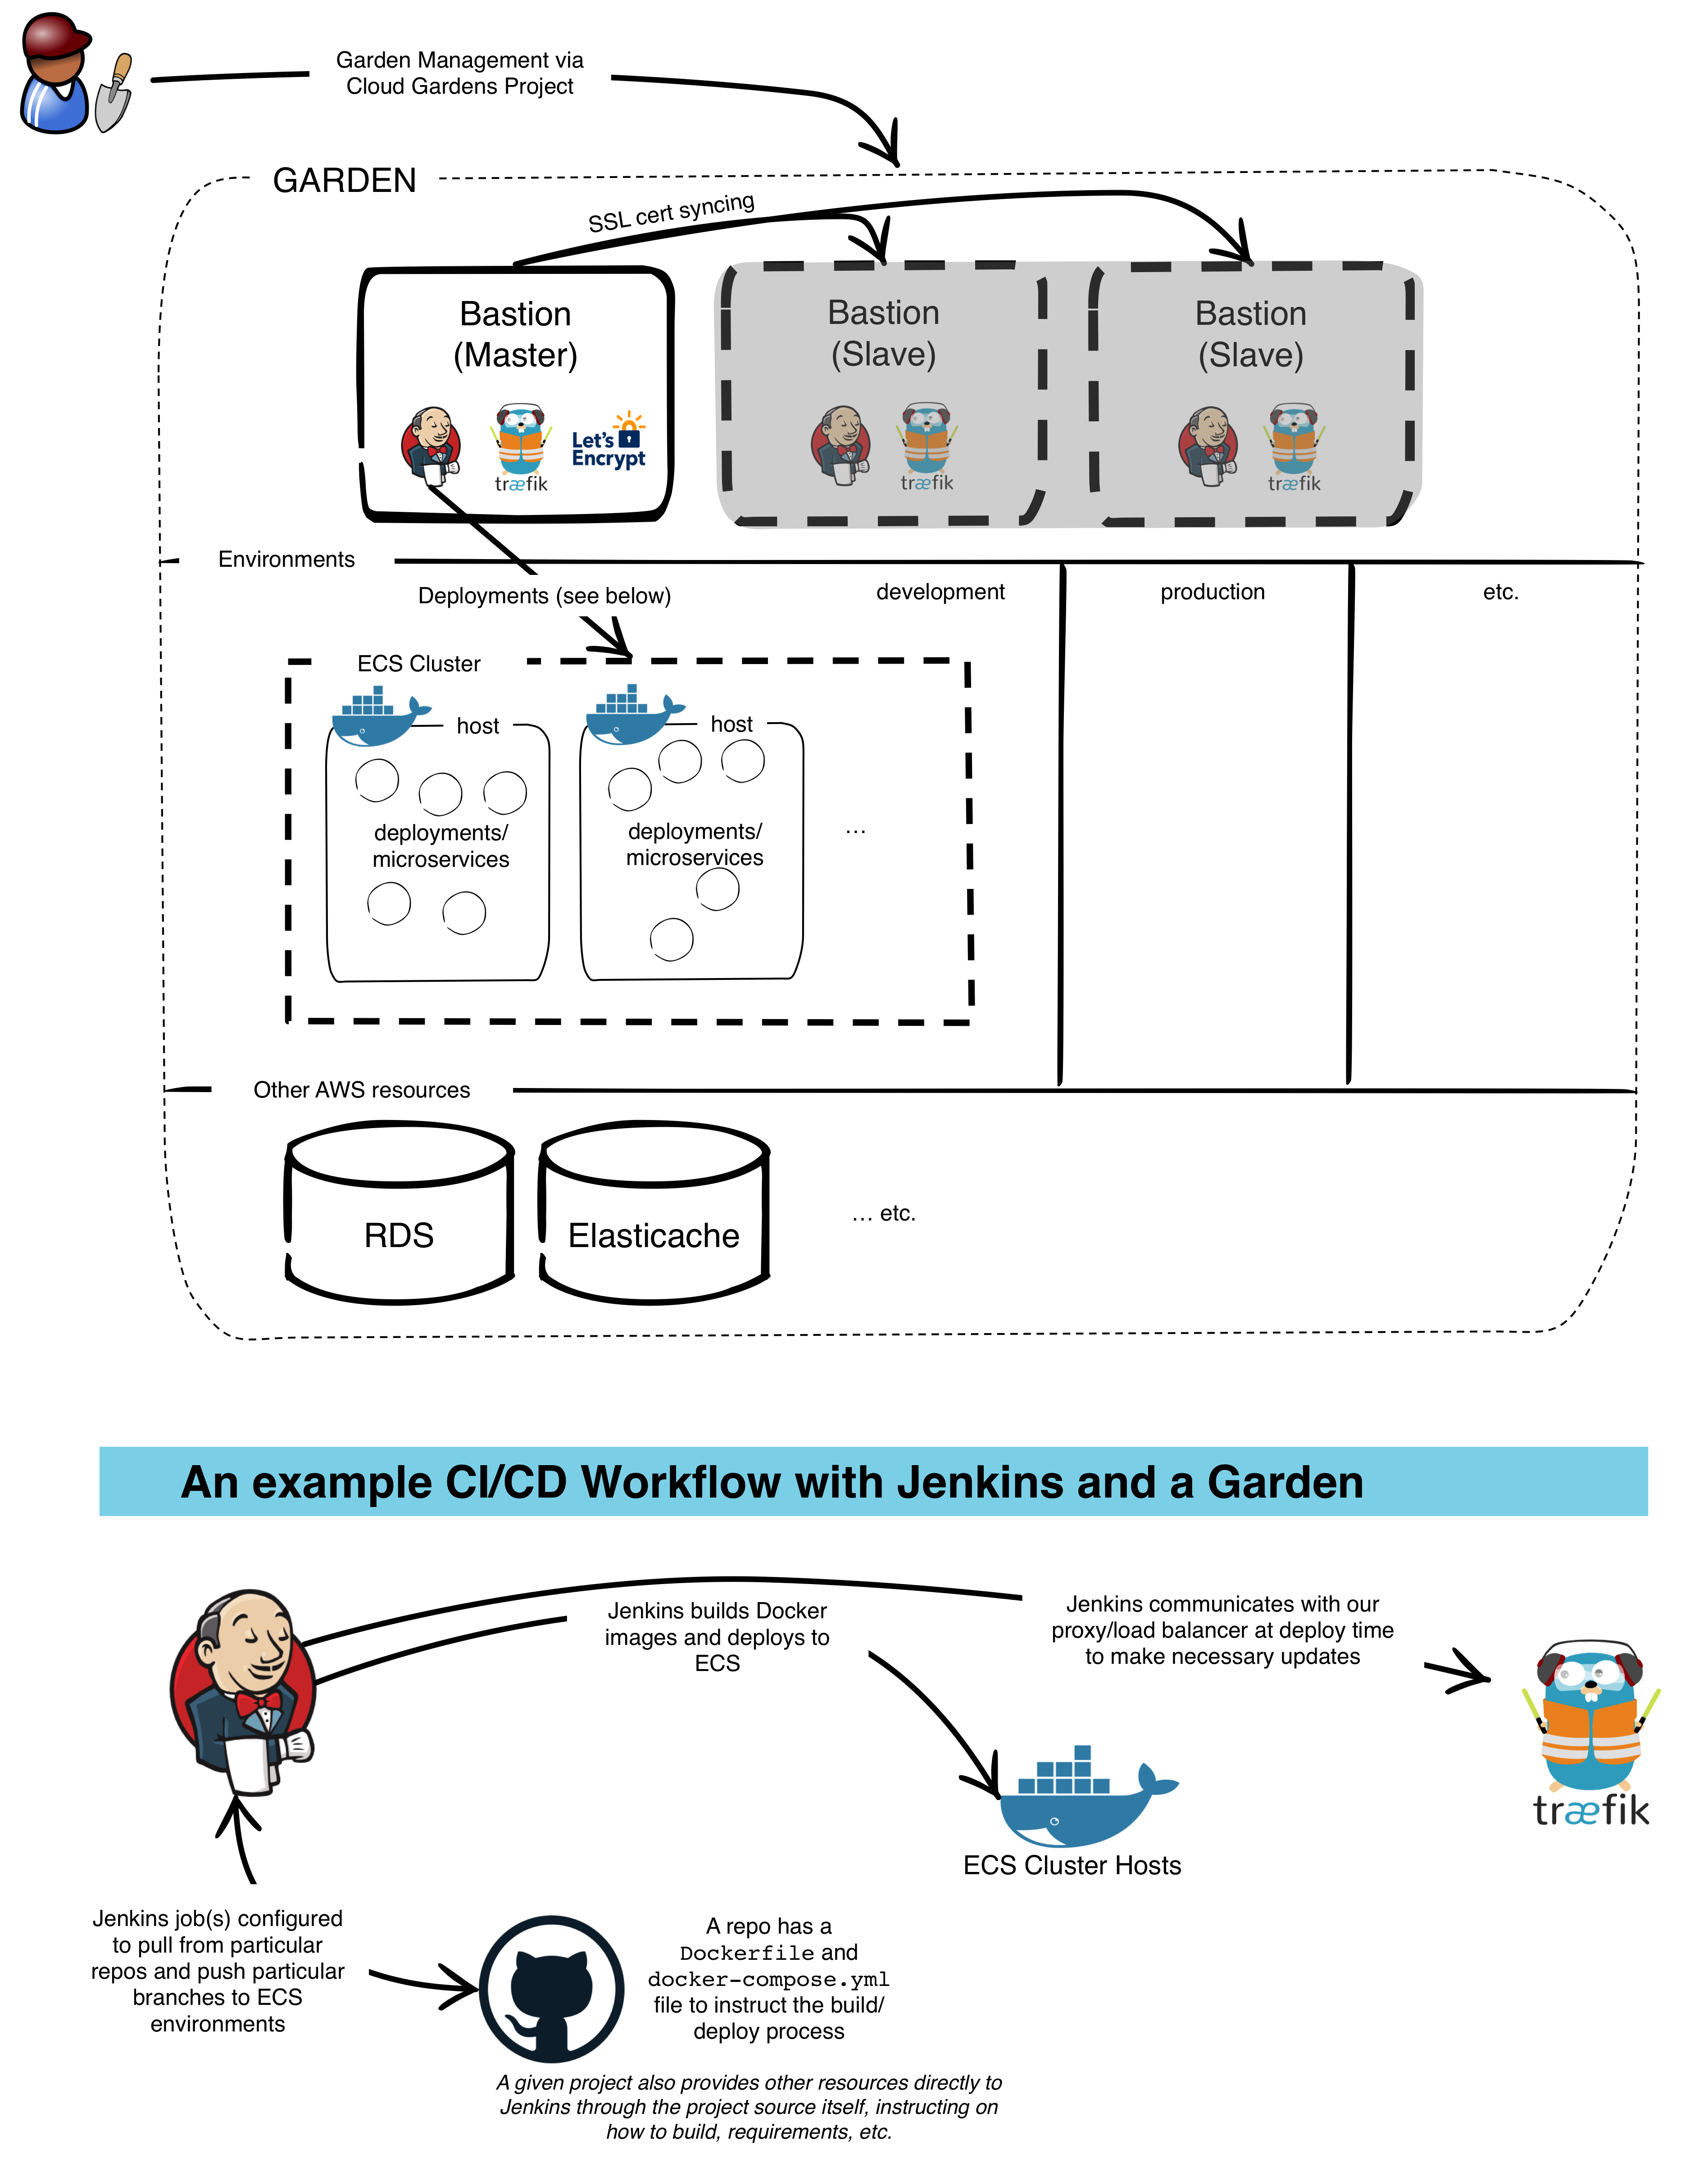 Garden Management via
Cloud Gardens Project
GARDEN
SSL cert syncing
Bastion
(Master)
Let's
Encrypt
træfik
Bastion
(Slave)
træfik
Bastion
(Slave)
træfik
Environments
Deployments (see below)
development
production
etc.
ECS Cluster
host
deployments/
microservices
host
deployments/
microservices
...
Other AWS resources
RDS
Elasticache
... etc.
An example CI/CD Workflow with Jenkins and a Garden
Jenkins builds Docker
images and deploys to
ECS
Jenkins communicates with our
proxy/load balancer at deploy time
to make necessary updates
træfik
ECS Cluster Hosts
Jenkins job(s) configured
to pull from particular
repos and push particular
branches to ECS
environments
A repo has a
Dockerfile and
docker-compose.yml
file to instruct the build/
deploy process
A given project also provides other resources directly to
Jenkins through the project source itself, instructing on
how to build, requirements, etc.